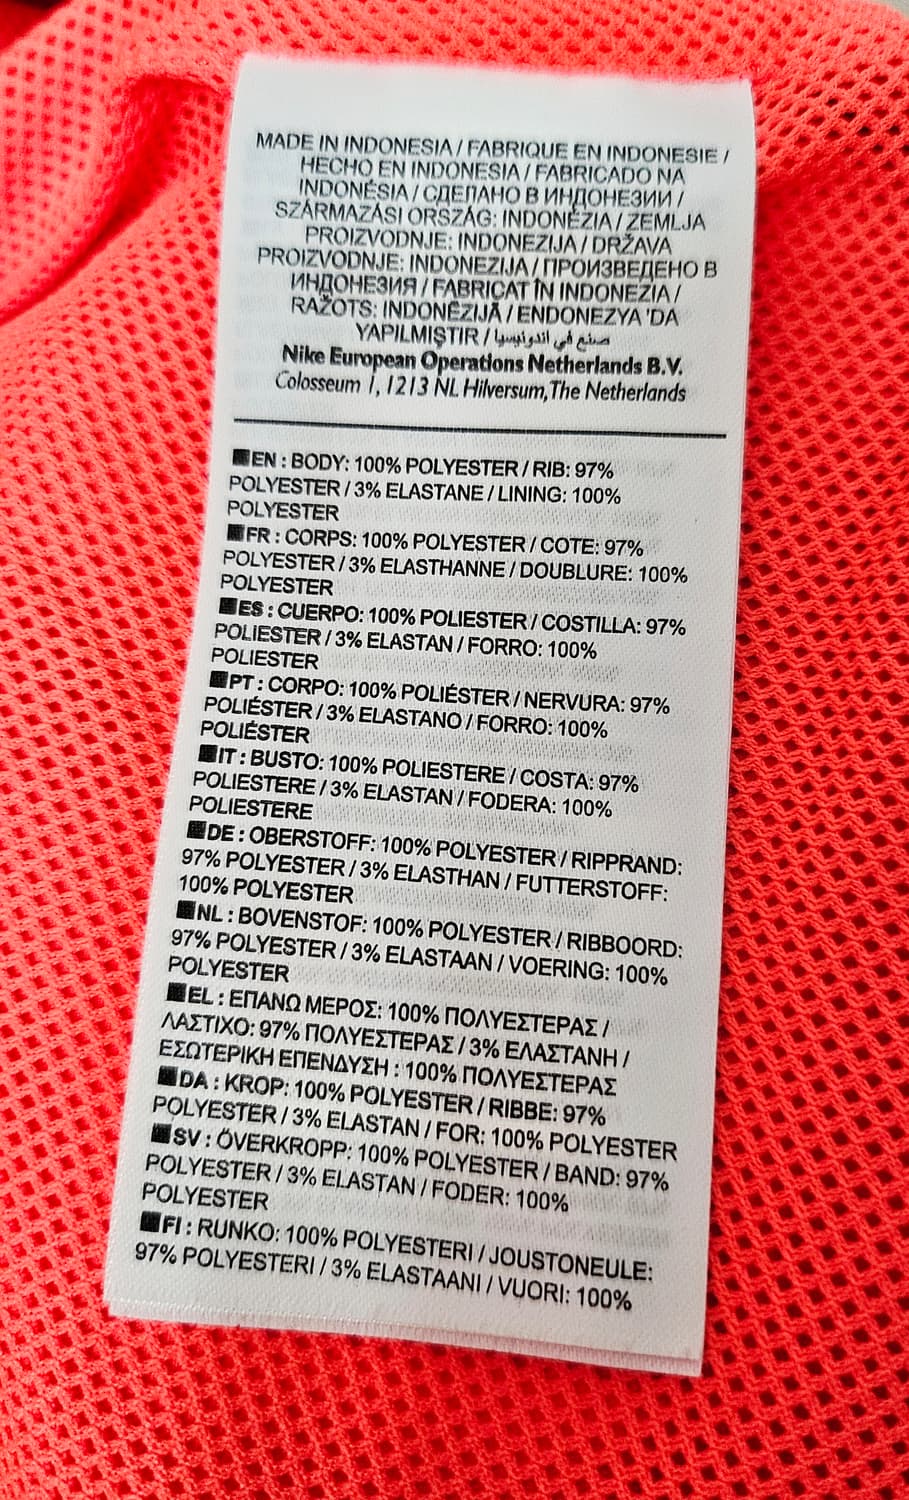 MADE IN INDONESIA / FABRIQUE EN INDONESIE /
HECHO EN INDONESIA / FABRICADO NA
INDONÉSIA / СДЕЛАНО В ИНДОНЕЗИИ /
SZÁRMAZÁSI ORSZÁG: INDONÉZIA / ZEMLJA
PROIZVODNJE: INDONEZIJA / DRŽAVA
PROIZVODNJE: INDONEZIJA / ПРОИЗВЕДЕНО В
ИНДОНЕЗИЯ / FABRICAT ÎN INDONEZIA /
RAŽOTS: INDONĒZIJĀ / ENDONEZYA 'DA
YAPILMIŞTIR / صنع في اندونيسيا
Nike European Operations Netherlands B.V.
Colosseum 1, 1213 NL Hilversum, The Netherlands
■EN : BODY: 100% POLYESTER / RIB: 97%
POLYESTER / 3% ELASTANE / LINING: 100%
POLYESTER
■FR : CORPS: 100% POLYESTER / COTE: 97%
POLYESTER / 3% ELASTHANNE / DOUBLURE: 100%
POLYESTER
■ES : CUERPO: 100% POLIESTER / COSTILLA: 97%
POLIESTER / 3% ELASTAN / FORRO: 100%
POLIESTER
■PT : CORPO: 100% POLIÉSTER / NERVURA: 97%
POLIÉSTER / 3% ELASTANO / FORRO: 100%
POLIÉSTER
■IT : BUSTO: 100% POLIESTERE / COSTA: 97%
POLIESTERE / 3% ELASTAN / FODERA: 100%
POLIESTERE
■DE : OBERSTOFF: 100% POLYESTER / RIPPRAND:
97% POLYESTER / 3% ELASTHAN / FUTTERSTOFF:
100% POLYESTER
■NL : BOVENSTOF: 100% POLYESTER / RIBBOORD:
97% POLYESTER / 3% ELASTAAN / VOERING: 100%
POLYESTER
■EL : ΕΠΑΝΩ ΜΕΡΟΣ: 100% ΠΟΛΥΕΣΤΕΡΑΣ /
ΛΑΣΤΙΧΟ: 97% ΠΟΛΥΕΣΤΕΡΑΣ / 3% ΕΛΑΣΤΑΝΗ /
ΕΣΩΤΕΡΙΚΗ ΕΠΕΝΔΥΣΗ : 100% ΠΟΛΥΕΣΤΕΡΑΣ
■DA : KROP: 100% POLYESTER / RIBBE: 97%
POLYESTER / 3% ELASTAN / FOR: 100% POLYESTER
■SV : ÖVERKROPP: 100% POLYESTER / BAND: 97%
POLYESTER / 3% ELASTAN / FODER: 100%
POLYESTER
■FI : RUNKO: 100% POLYESTERI / JOUSTONEULE:
97% POLYESTERI / 3% ELASTAANI / VUORI: 100%